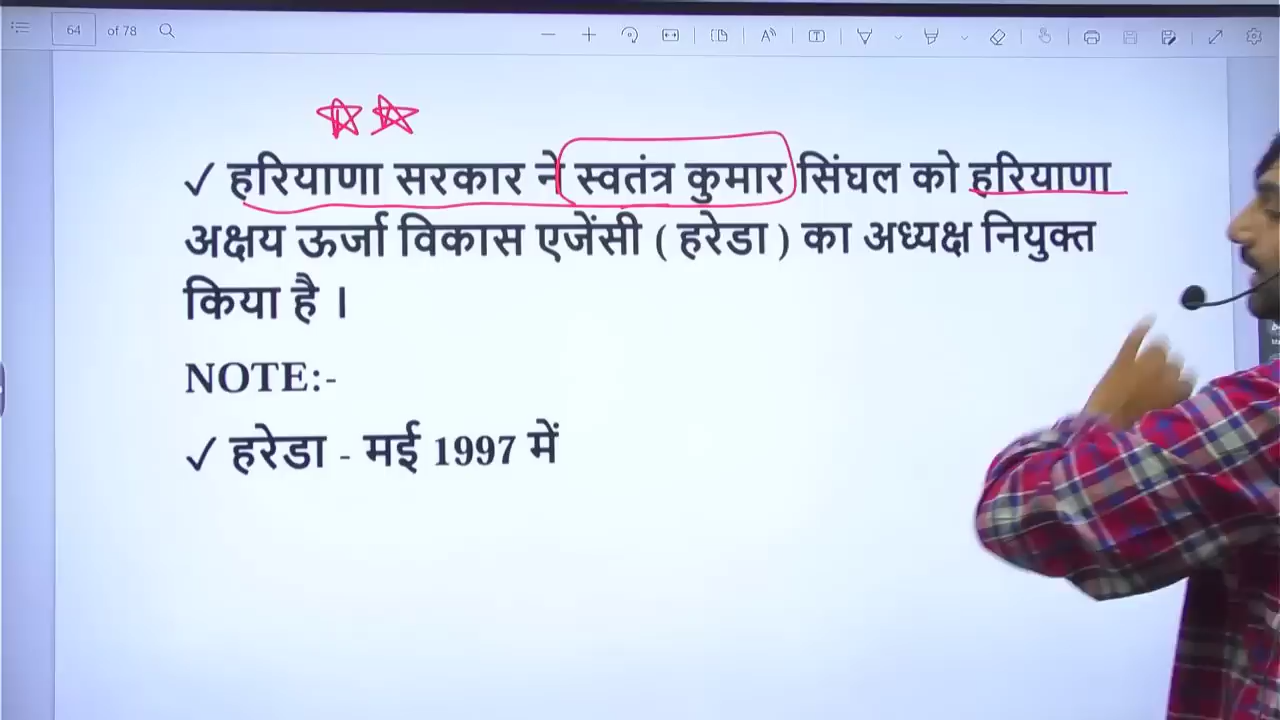 64 of 78
✓ हरियाणा सरकार ने स्वतंत्र कुमार सिंघल को हरियाणा
अक्षय ऊर्जा विकास एजेंसी ( हरेडा ) का अध्यक्ष नियुक्त
किया है ।
NOTE:-
✓ हरेडा - मई 1997 में